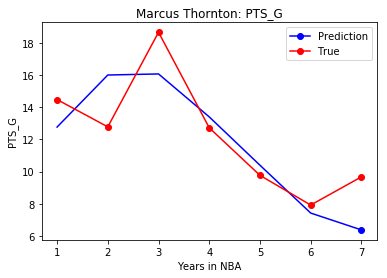 Marcus Thornton: PTS_G
Prediction
True
18
16
14
12
10
8
6
PTS_G
1 2 3 4 5 6 7
Years in NBA